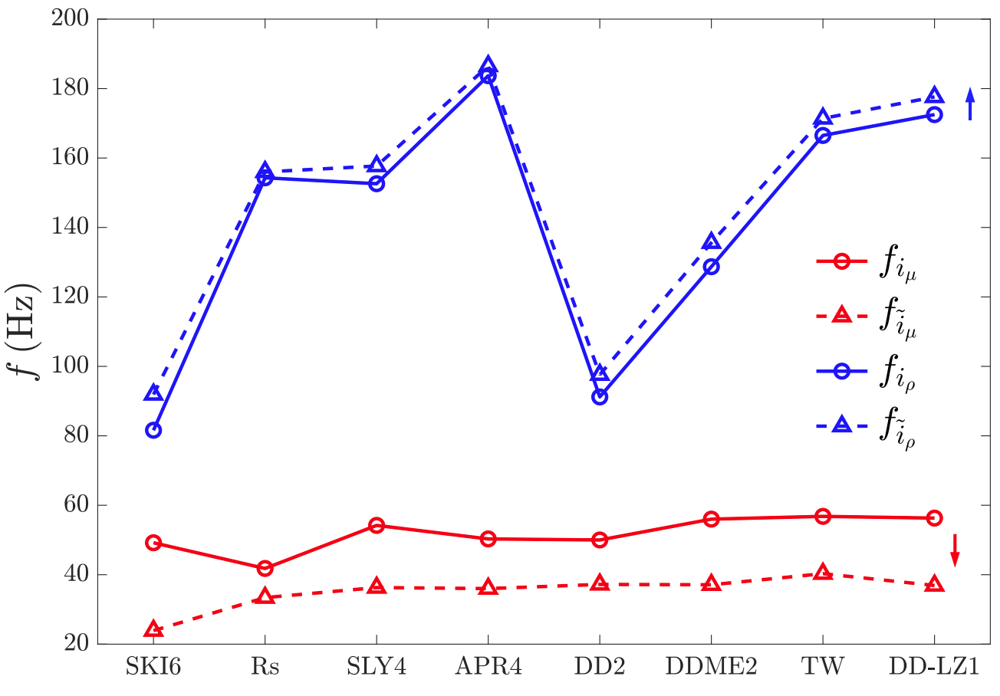 200
180
160
140
120
100
80
60
40
20
f (Hz)
f_{i_μ}
f_{ĩ_μ}
f_{i_ρ}
f_{ĩ_ρ}
SKI6 Rs SLY4 APR4 DD2 DDME2 TW DD-LZ1